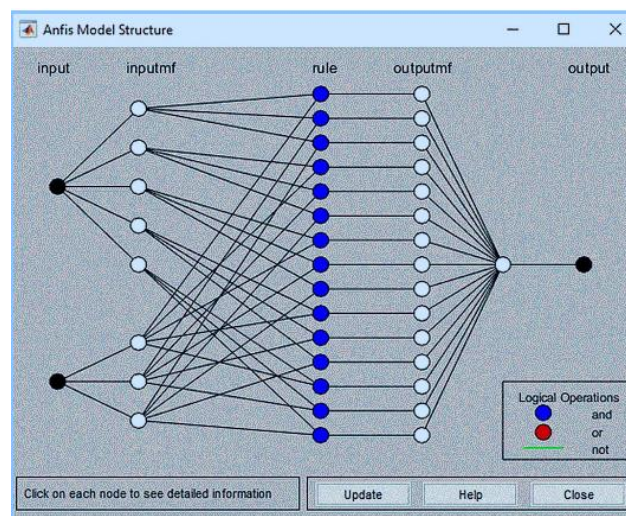 Anfis Model Structure
input inputmf rule outputmf output
Logical Operations
and
or
not
Click on each node to see detailed information
Update Help Close